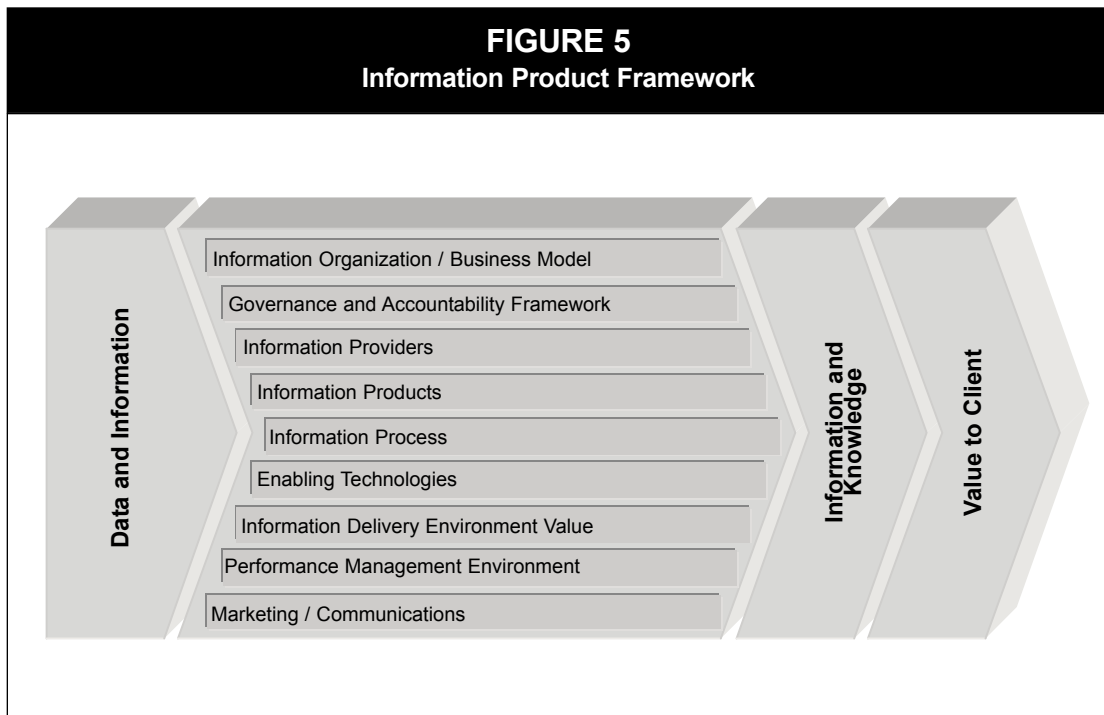 FIGURE 5
Information Product Framework
Data and Information
Information Organization / Business Model
Governance and Accountability Framework
Information Providers
Information Products
Information Process
Enabling Technologies
Information Delivery Environment Value
Performance Management Environment
Marketing / Communications
Information and
Knowledge
Value to Client